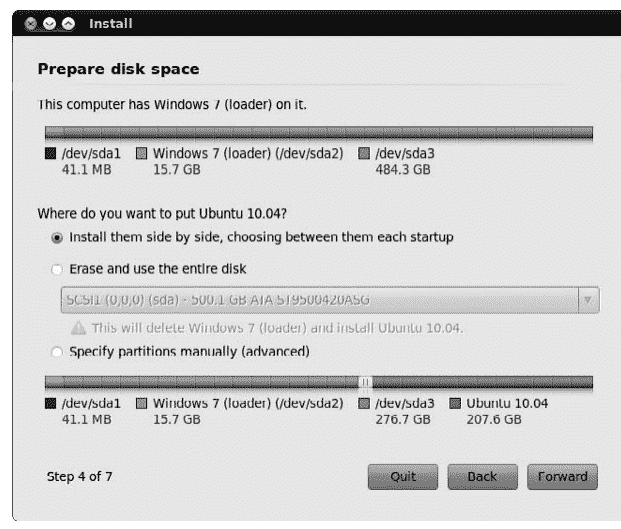 Install
Prepare disk space
This computer has Windows 7 (loader) on it.
/dev/sda1 Windows 7 (loader) (/dev/sda2) /dev/sda3
41.1 MB 15.7 GB 484.3 GB
Where do you want to put Ubuntu 10.04?
Install them side by side, choosing between them each startup
Erase and use the entire disk
SCSI1 (0,0,0) (sda) - 500.1 GB ATA ST9500420ASG
This will delete Windows 7 (loader) and install Ubuntu 10.04.
Specify partitions manually (advanced)
/dev/sda1 Windows 7 (loader) (/dev/sda2) /dev/sda3 Ubuntu 10.04
41.1 MB 15.7 GB 276.7 GB 207.6 GB
Step 4 of 7 Quit Back Forward